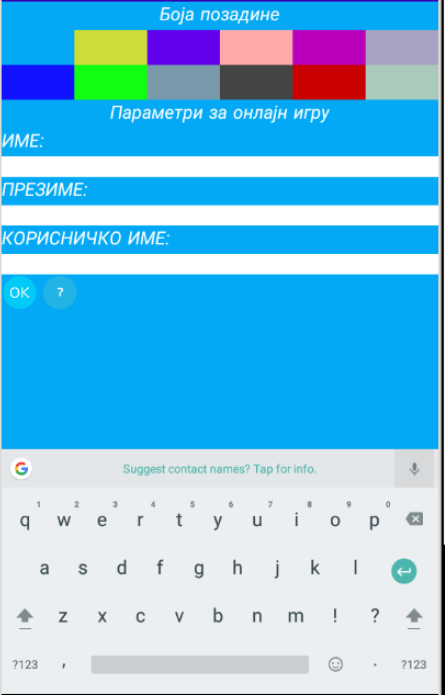 Боја позадине
Параметри за онлајн игру
ИМЕ:
ПРЕЗИМЕ:
КОРИСНИЧКО ИМЕ:
OK ?
G Suggest contact names? Tap for info.
1 2 3 4 5 6 7 8 9 0
q w e r t y u i o p
a s d f g h j k l
z x c v b n m ! ?
?123 , . ?123